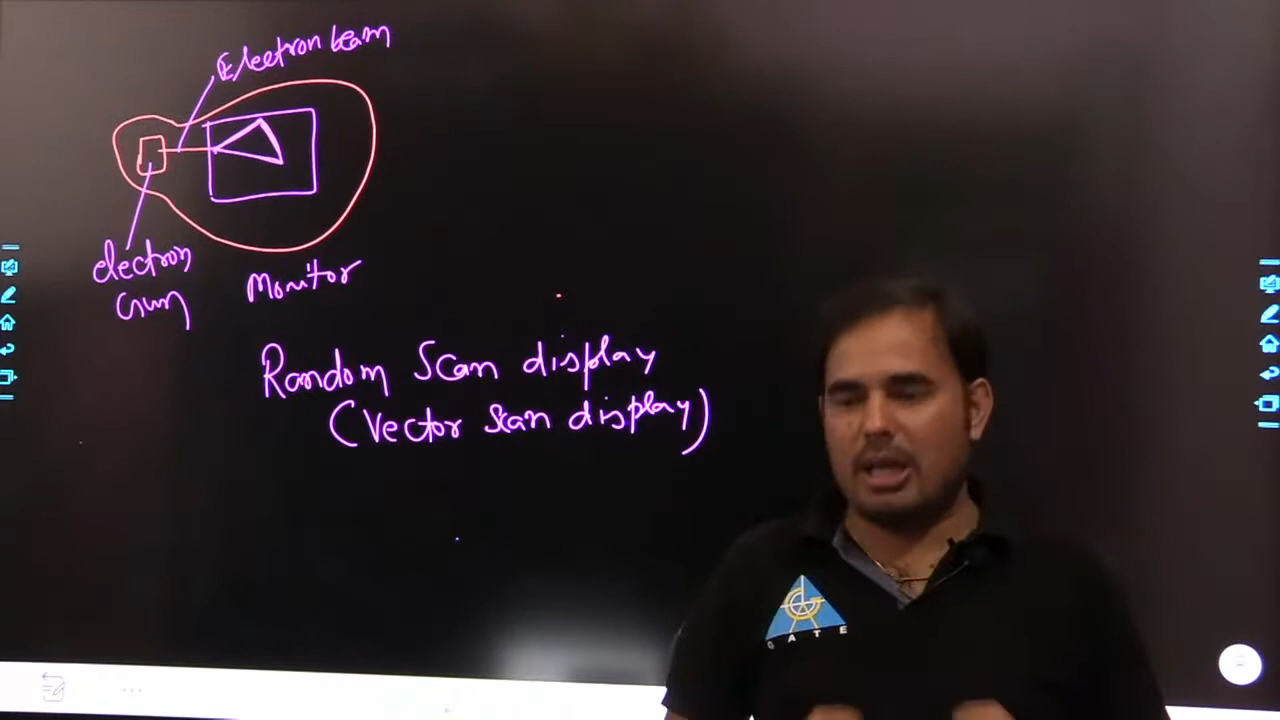 Electron beam
electron
Gun
Monitor
Random Scan display
(Vector Scan display)
GATE